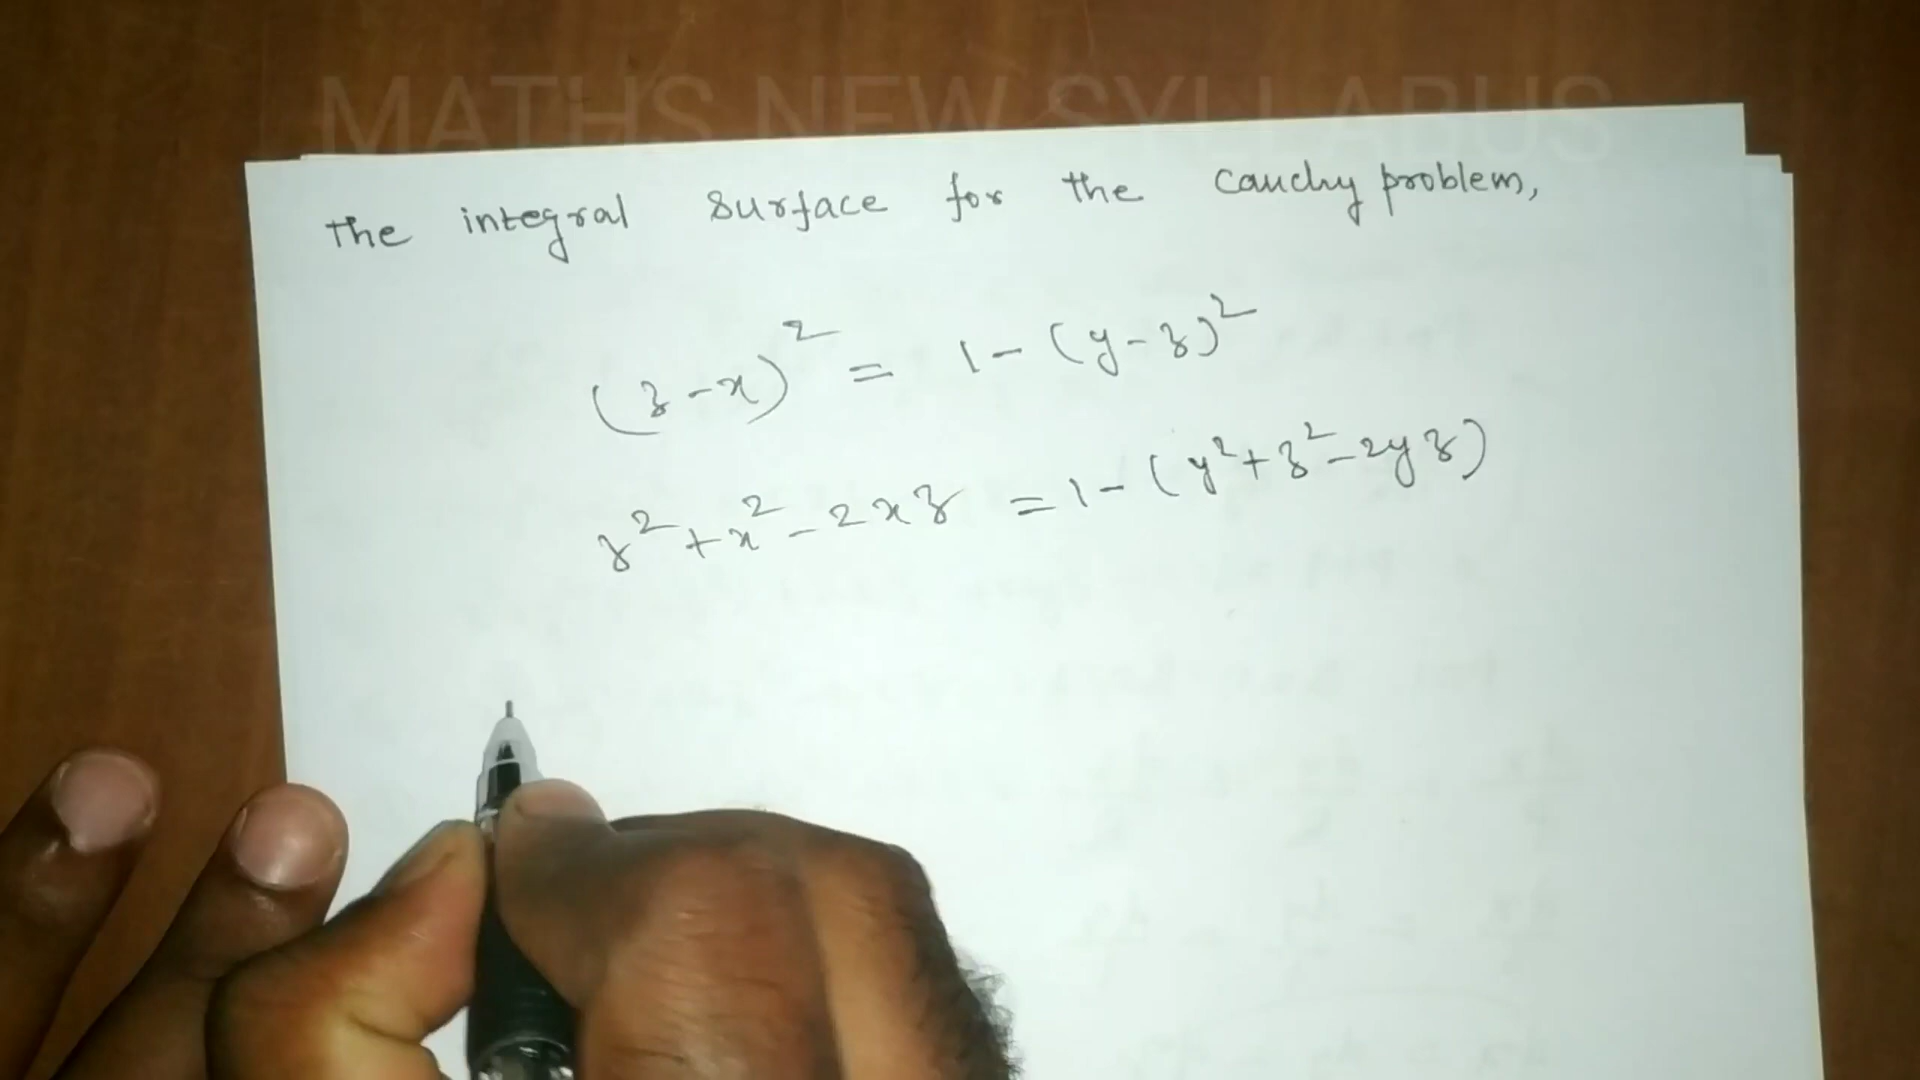 MATHS NEW SYLLABUS
The integral surface for the cauchy problem,
(z-x)² = 1-(y-z)²
z²+x²-2xz = 1-(y²+z²-2yz)